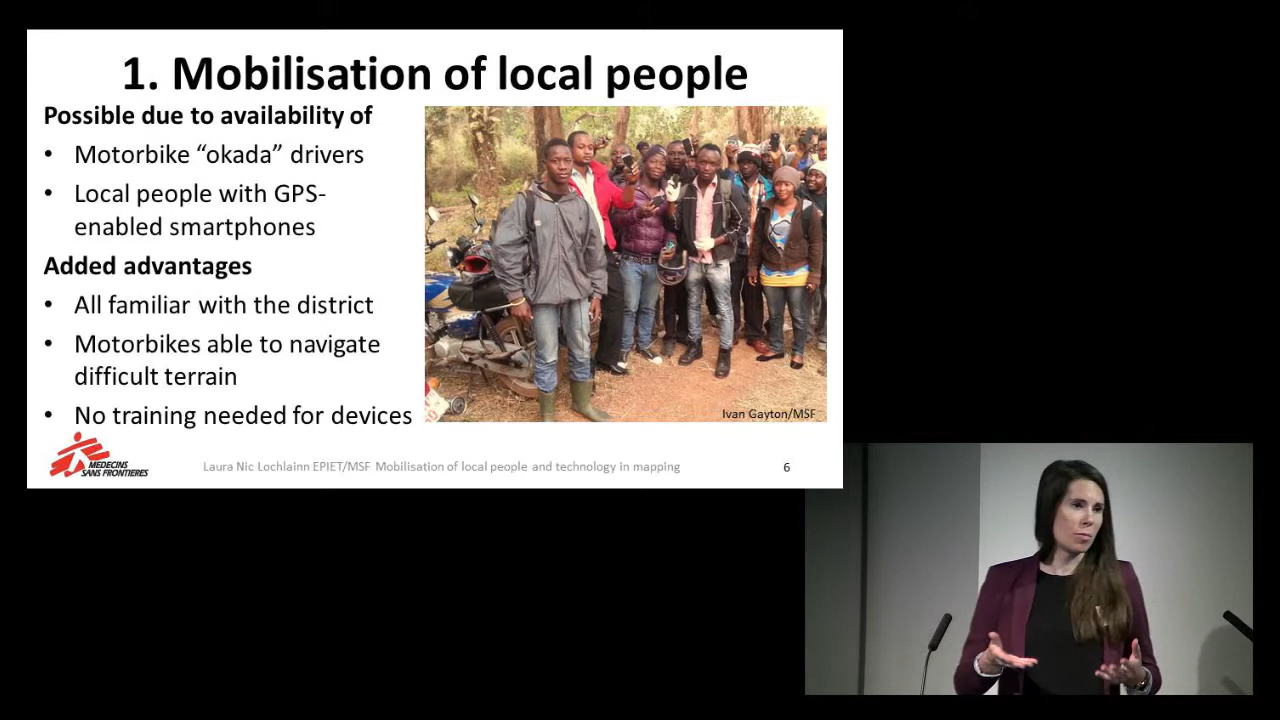 1. Mobilisation of local people
Possible due to availability of
• Motorbike “okada” drivers
• Local people with GPS-
enabled smartphones
Added advantages
• All familiar with the district
• Motorbikes able to navigate
difficult terrain
• No training needed for devices
Ivan Gayton/MSF
MEDECINS
SANS FRONTIERES
Laura Nic Lochlainn EPIET/MSF Mobilisation of local people and technology in mapping
6